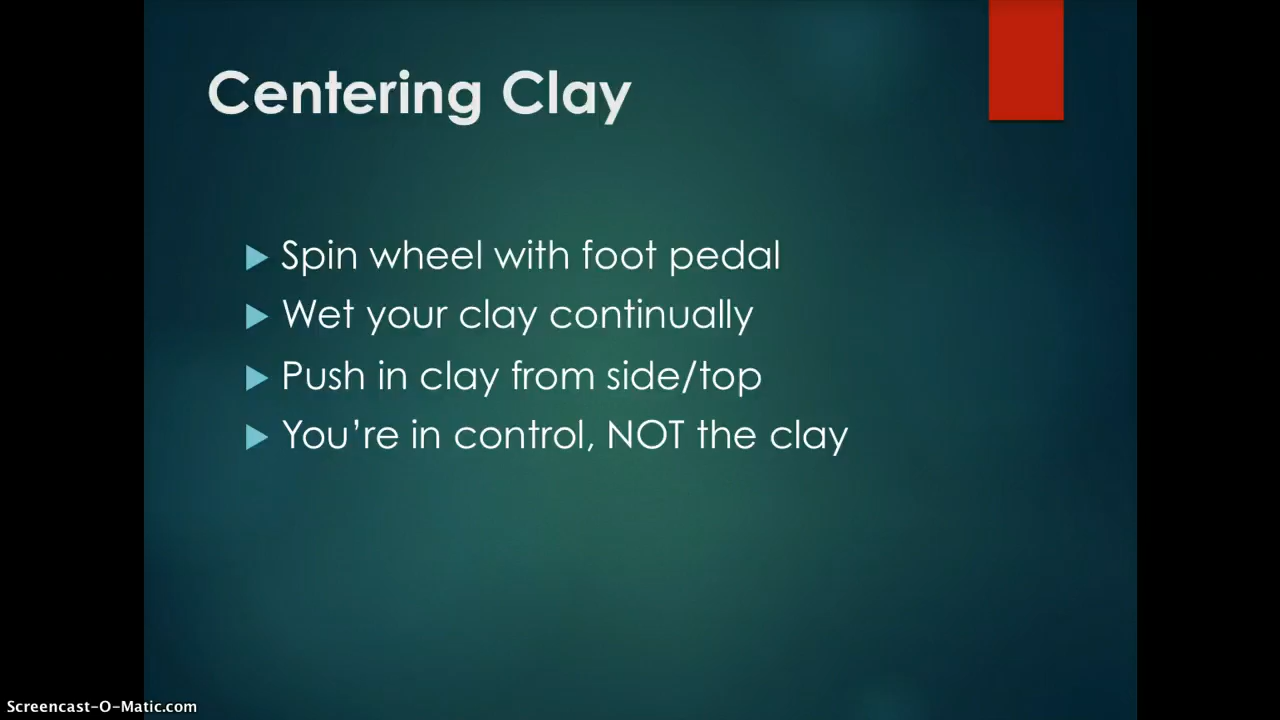 Centering Clay
Spin wheel with foot pedal
Wet your clay continually
Push in clay from side/top
You’re in control, NOT the clay
Screencast-O-Matic.com